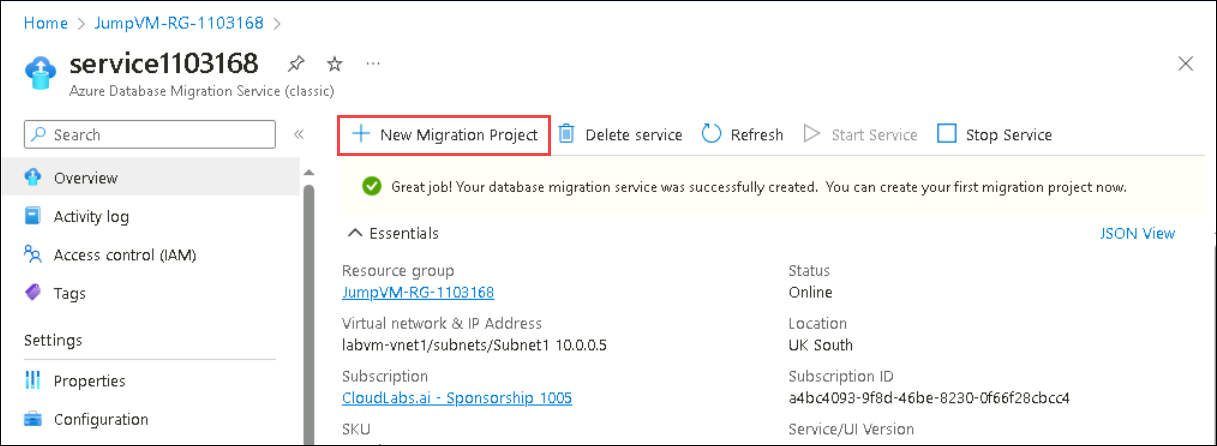 Home > JumpVM-RG-1103168 >
service1103168 ...
Azure Database Migration Service (classic)
Search «
+ New Migration Project Delete service Refresh Start Service Stop Service
Overview
Great job! Your database migration service was successfully created. You can create your first migration project now.
Activity log
Essentials JSON View
Access control (IAM)
Resource group Status
JumpVM-RG-1103168 Online
Tags
Virtual network & IP Address Location
labvm-vnet1/subnets/Subnet1 10.0.0.5 UK South
Settings
Subscription Subscription ID
Properties
CloudLabs.ai - Sponsorship 1005 a4bc4093-9f8d-46be-8230-0f66f28cbcc4
Configuration
SKU Service/UI Version